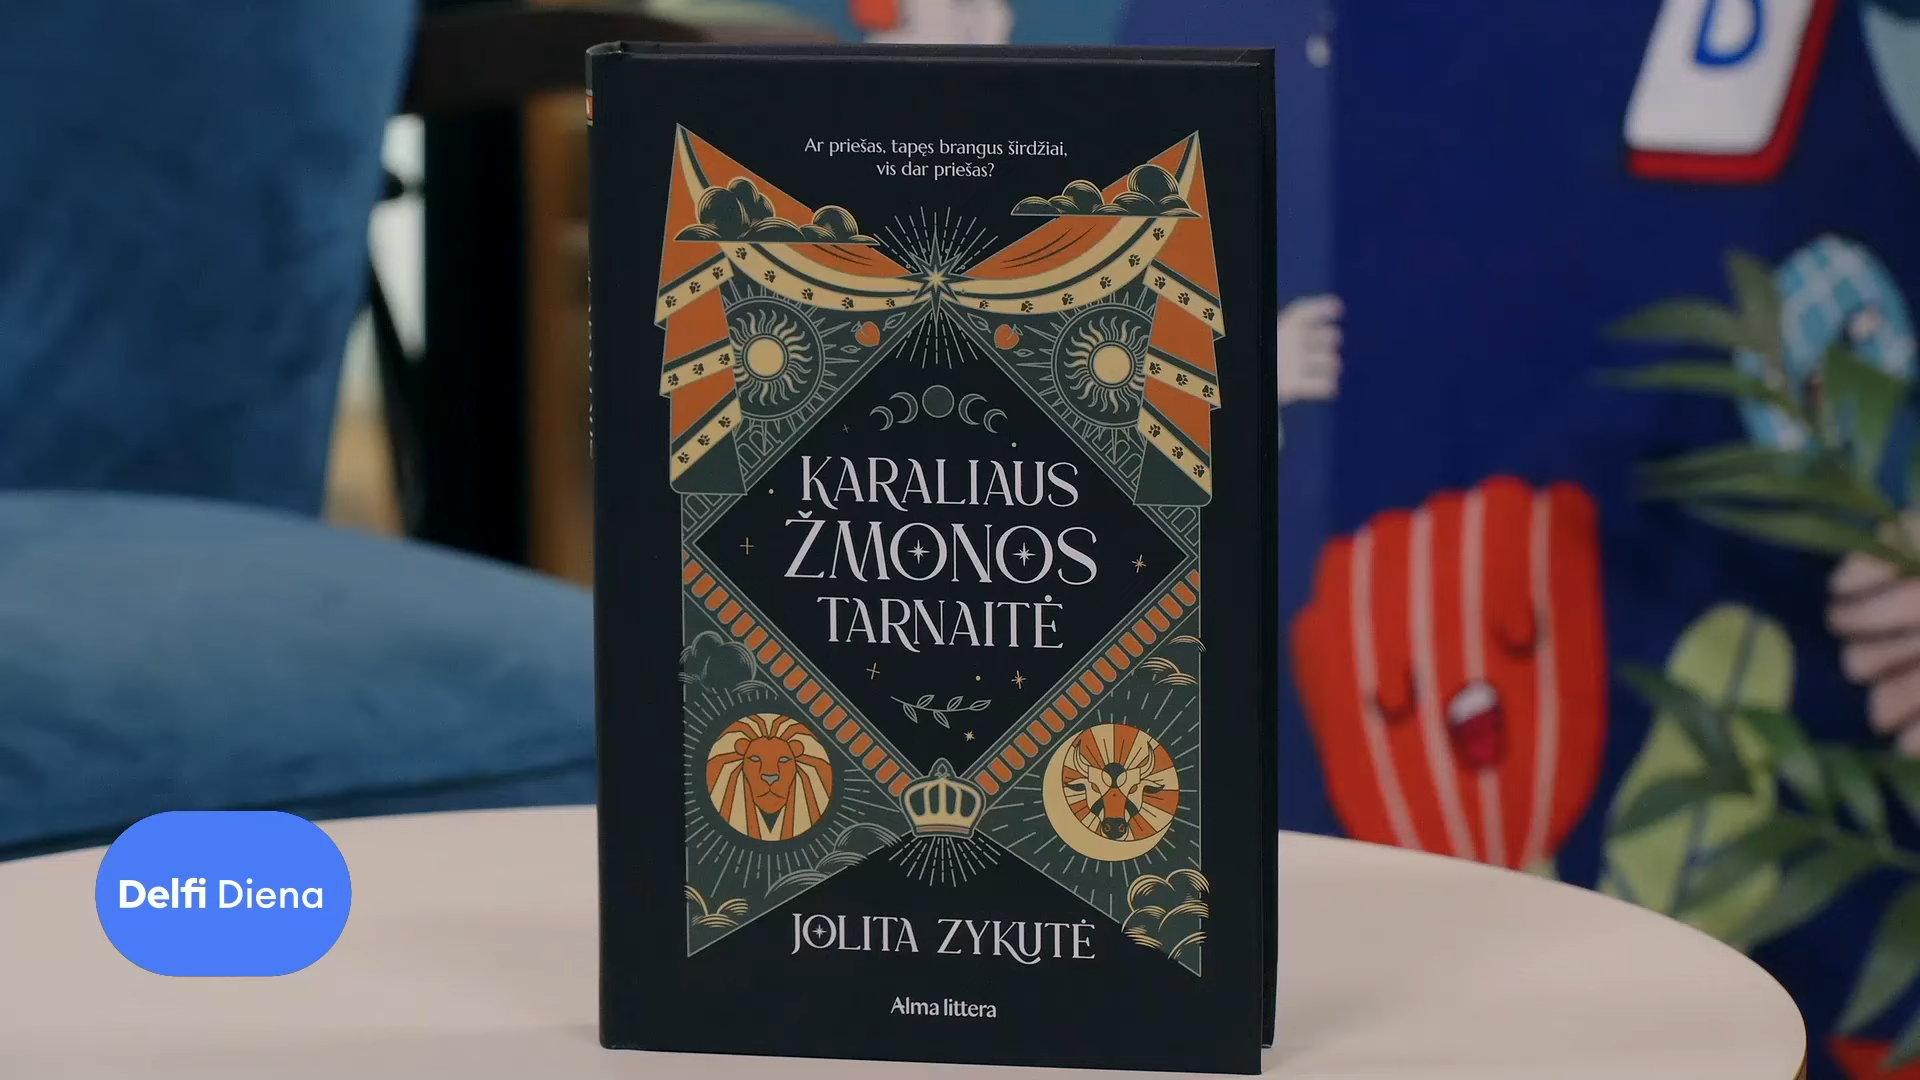 Ar priešas, tapęs brangus širdžiai,
vis dar priešas?
KARALIAUS
ŽMONOS
TARNAITĖ
JOLITA ZYKUTĖ
Alma littera
Delfi Diena
D